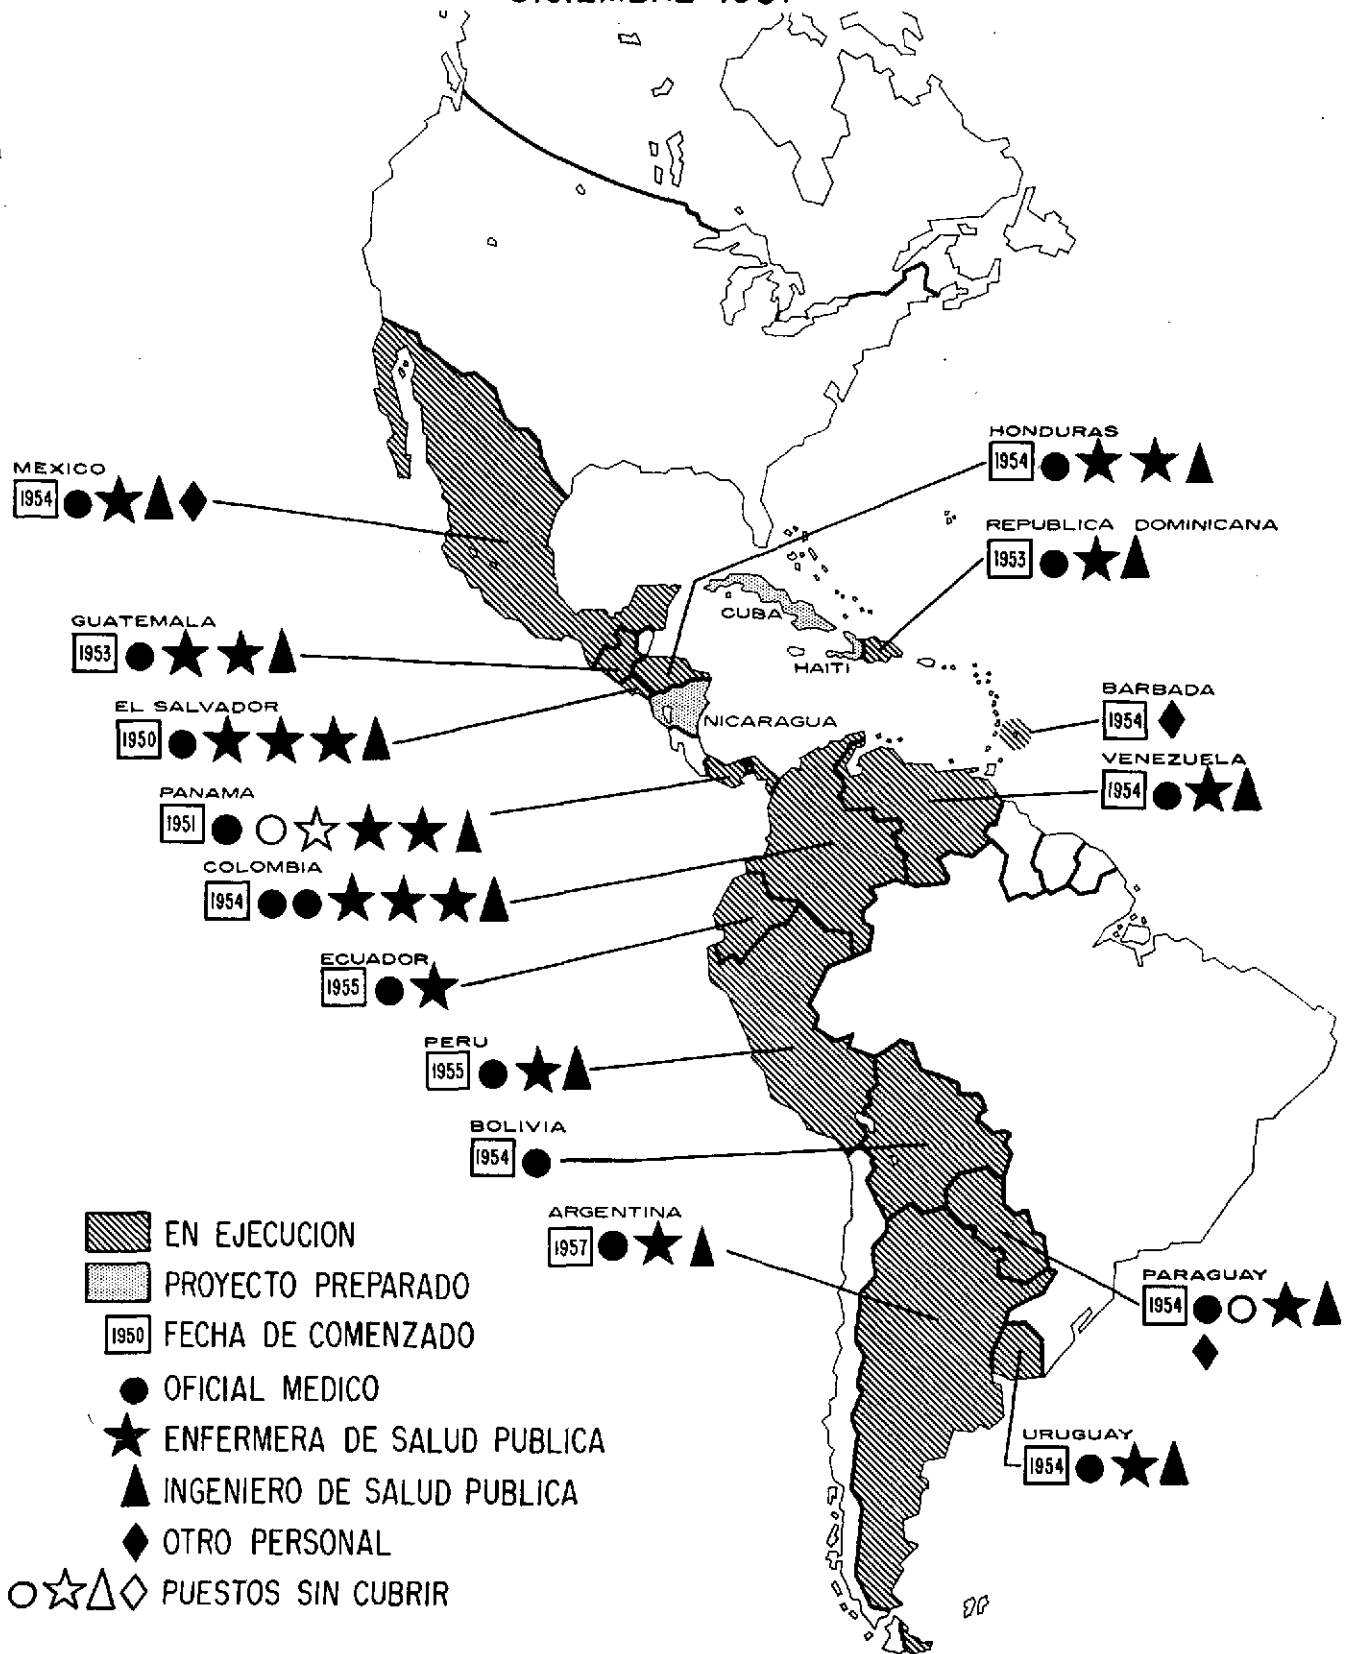 MEXICO
1954
HONDURAS
1954
REPUBLICA DOMINICANA
1953
CUBA
HAITI
GUATEMALA
1953
EL SALVADOR
1950
NICARAGUA
BARBADA
1954
VENEZUELA
1954
PANAMA
1951
COLOMBIA
1954
ECUADOR
1955
PERU
1955
BOLIVIA
1954
ARGENTINA
1957
PARAGUAY
1954
URUGUAY
1954
EN EJECUCION
PROYECTO PREPARADO
1950 FECHA DE COMENZADO
OFICIAL MEDICO
ENFERMERA DE SALUD PUBLICA
INGENIERO DE SALUD PUBLICA
OTRO PERSONAL
PUESTOS SIN CUBRIR